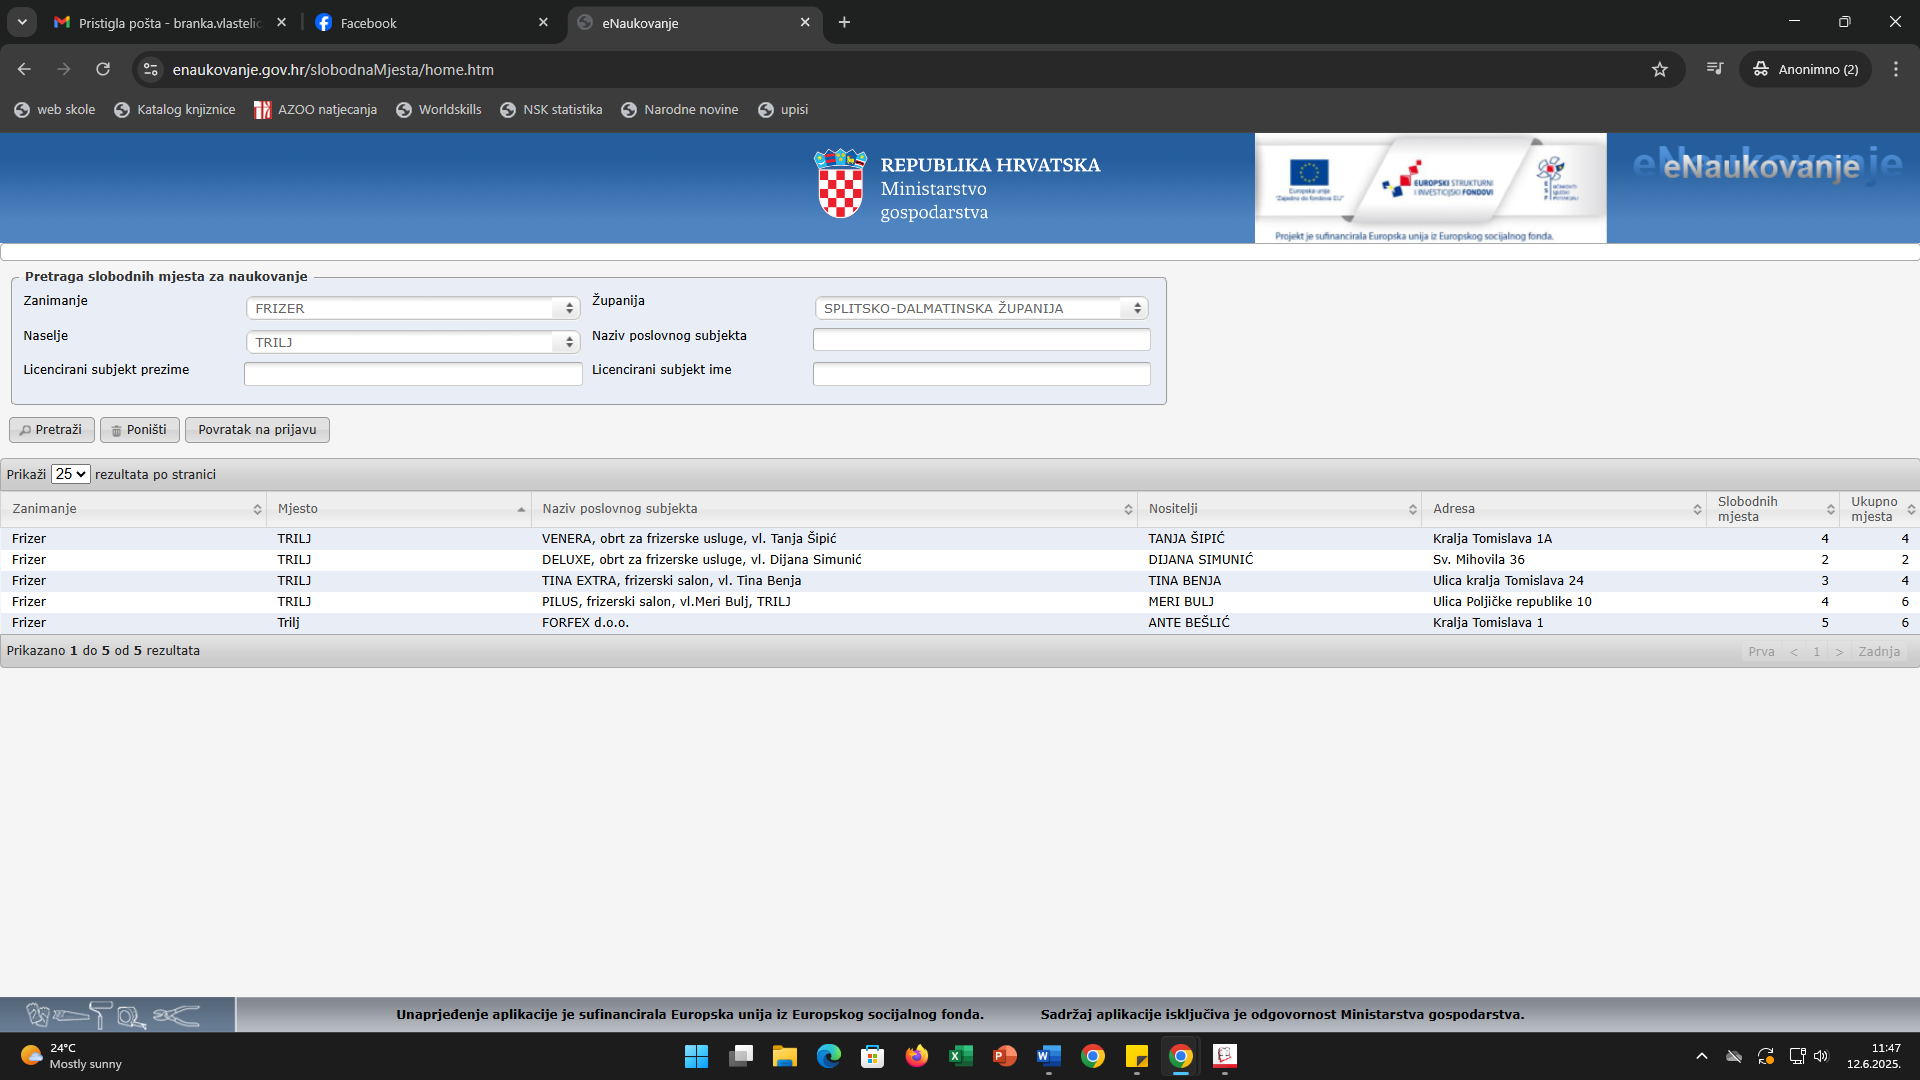 Pristigla pošta - branka.vlastelic
Facebook
eNaukovanje
enaukovanje.gov.hr/slobodnaMjesta/home.htm
Anonimno (2)
web skole
Katalog knjiznice
AZOO natjecanja
Worldskills
NSK statistika
Narodne novine
upisi
REPUBLIKA HRVATSKA
Ministarstvo
gospodarstva
Europska unija
"Zajedno do fondova EU"
EUROPSKI STRUKTURNI
I INVESTICIJSKI FONDOVI
Projekt je sufinancirala Europska unija iz Europskog socijalnog fonda.
eNaukovanje
Pretraga slobodnih mjesta za naukovanje
Zanimanje FRIZER Županija SPLITSKO-DALMATINSKA ŽUPANIJA
Naselje TRILJ Naziv poslovnog subjekta
Licencirani subjekt prezime Licencirani subjekt ime
Pretraži Poništi Povratak na prijavu
Prikaži 25 rezultata po stranici
Zanimanje Mjesto Naziv poslovnog subjekta Nositelji Adresa Slobodnih mjesta Ukupno mjesta
Frizer TRILJ VENERA, obrt za frizerske usluge, vl. Tanja Šipić TANJA ŠIPIĆ Kralja Tomislava 1A 4 4
Frizer TRILJ DELUXE, obrt za frizerske usluge, vl. Dijana Simunić DIJANA SIMUNIĆ Sv. Mihovila 36 2 2
Frizer TRILJ TINA EXTRA, frizerski salon, vl. Tina Benja TINA BENJA Ulica kralja Tomislava 24 3 4
Frizer TRILJ PILUS, frizerski salon, vl.Meri Bulj, TRILJ MERI BULJ Ulica Poljičke republike 10 4 6
Frizer Trilj FORFEX d.o.o. ANTE BEŠLIĆ Kralja Tomislava 1 5 6
Prikazano 1 do 5 od 5 rezultata
Prva < 1 > Zadnja
Unaprjeđenje aplikacije je sufinancirala Europska unija iz Europskog socijalnog fonda. Sadržaj aplikacije isključiva je odgovornost Ministarstva gospodarstva.
24°C
Mostly sunny
11:47
12.6.2025.